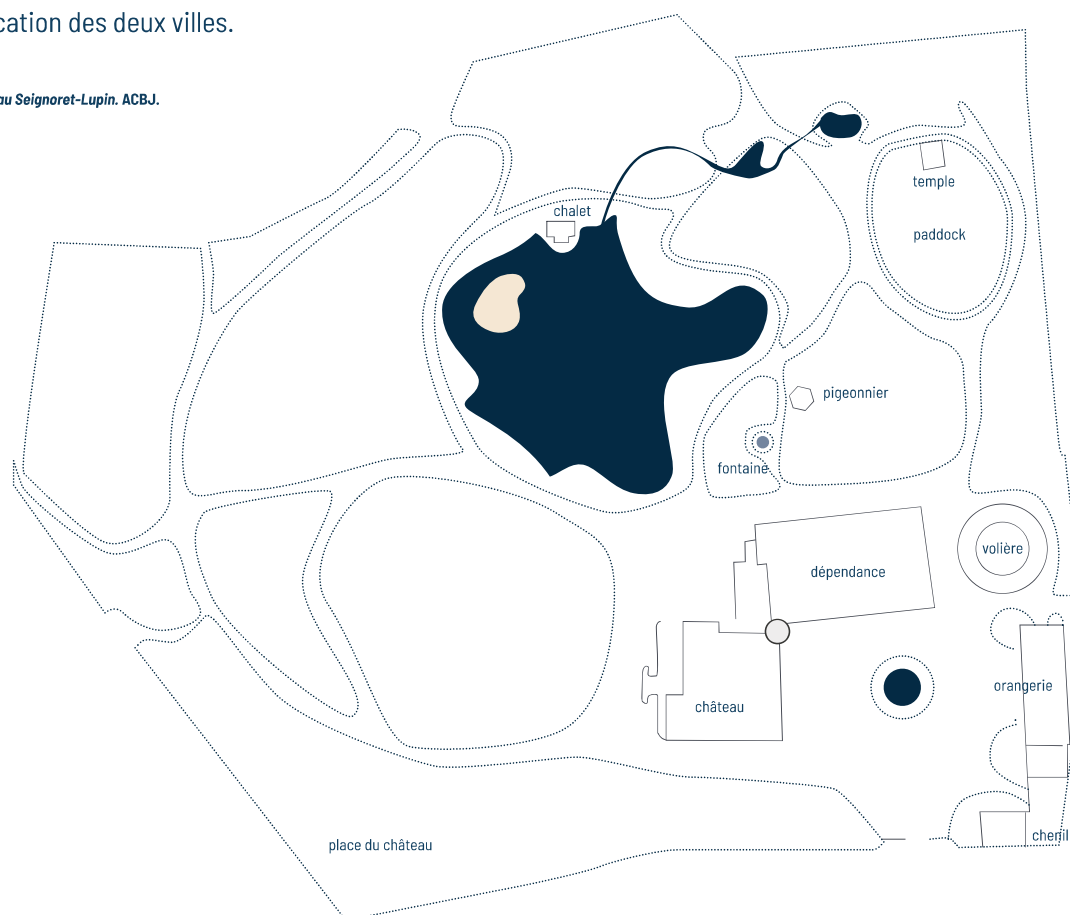 cation des deux villes.
au Seignoret-Lupin. ACBJ.
temple
chalet
paddock
pigeonnier
fontaine
volière
dépendance
orangerie
château
chenil
place du château